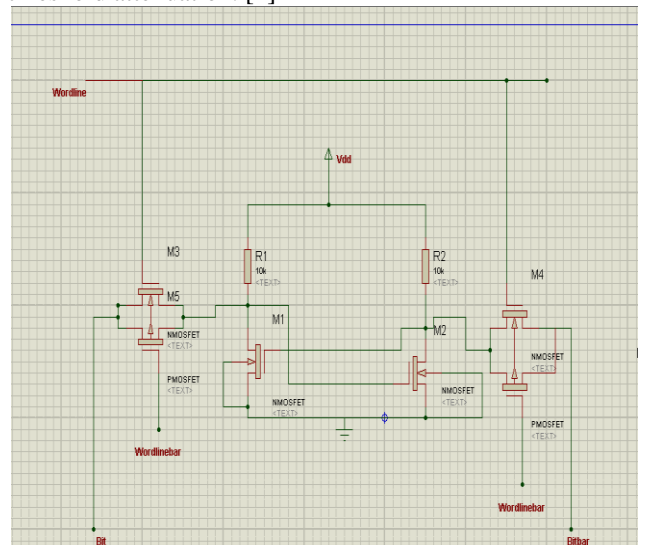 Wordline
Vdd
R1
10k
<TEXT>
R2
10k
<TEXT>
M3
M4
M5
M1
M2
NMOSFET
<TEXT>
PMOSFET
<TEXT>
NMOSFET
<TEXT>
NMOSFET
<TEXT>
NMOSFET
<TEXT>
PMOSFET
<TEXT>
Wordlinebar
Wordlinebar
Bit
Bitbar